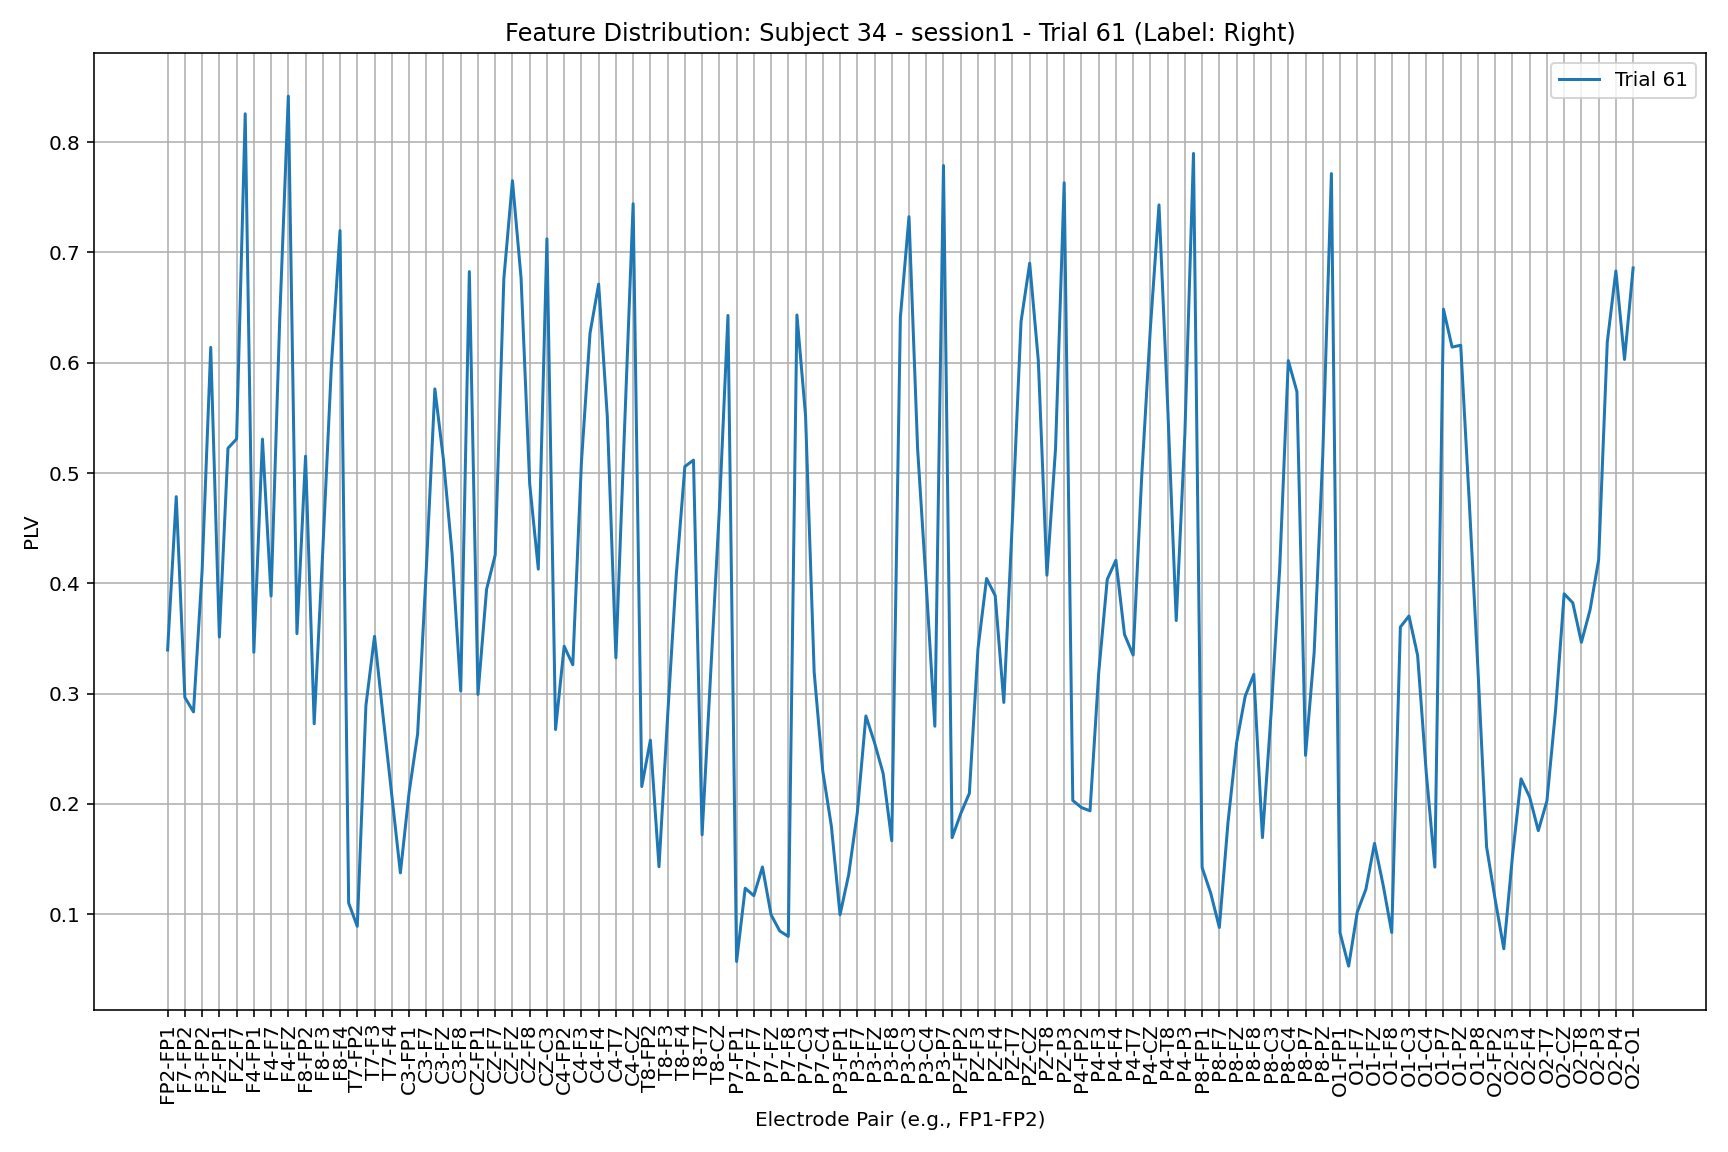 Feature Distribution: Subject 34 - session1 - Trial 61 (Label: Right)
Trial 61
PLV
0.8
0.7
0.6
0.5
0.4
0.3
0.2
0.1
FP2-FP1
F7-FP2
F3-FP2
FZ-FP1
FZ-F7
F4-FP1
F4-F7
F4-FZ
F8-FP2
F8-F3
F8-F4
T7-FP2
T7-F3
T7-F4
C3-FP1
C3-F7
C3-FZ
C3-F8
CZ-FP1
CZ-F7
CZ-FZ
CZ-F8
CZ-C3
C4-FP2
C4-F3
C4-F4
C4-T7
C4-CZ
T8-FP2
T8-F3
T8-F4
T8-T7
T8-CZ
P7-FP1
P7-F7
P7-FZ
P7-F8
P7-C3
P7-C4
P3-FP1
P3-F7
P3-FZ
P3-F8
P3-C3
P3-C4
P3-P7
PZ-FP2
PZ-F3
PZ-F4
PZ-T7
PZ-CZ
PZ-T8
PZ-P3
P4-FP2
P4-F3
P4-F4
P4-T7
P4-CZ
P4-T8
P4-P3
P8-FP1
P8-F7
P8-FZ
P8-F8
P8-C3
P8-C4
P8-P7
P8-PZ
O1-FP1
O1-F7
O1-FZ
O1-F8
O1-C3
O1-C4
O1-P7
O1-PZ
O1-P8
O2-FP2
O2-F3
O2-F4
O2-T7
O2-CZ
O2-T8
O2-P3
O2-P4
O2-O1
Electrode Pair (e.g., FP1-FP2)